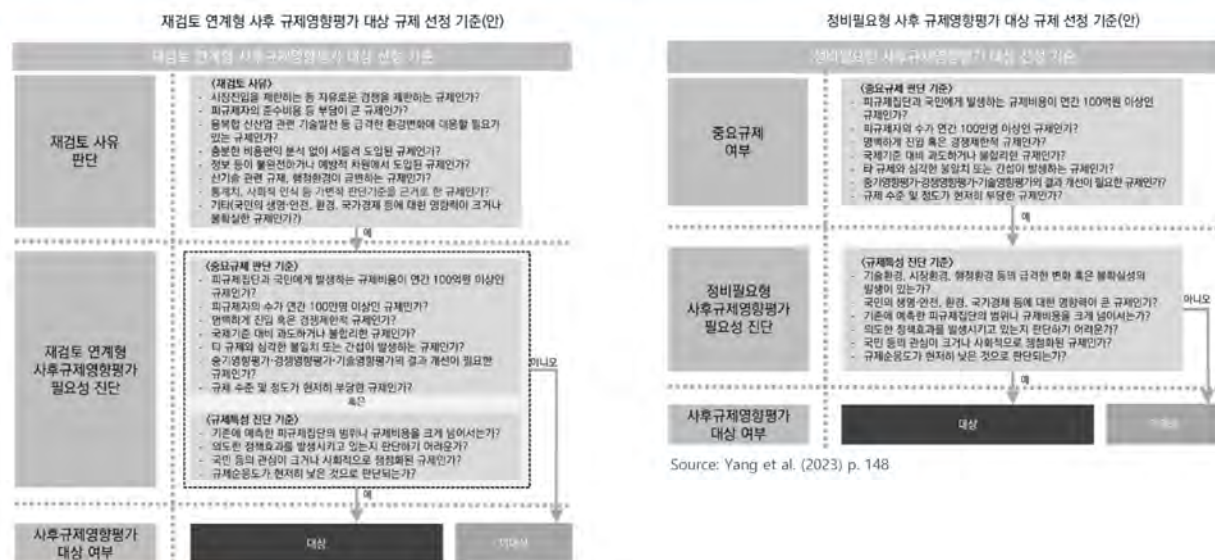 재검토 연계형 사후 규제영향평가 대상 규제 선정 기준(안)
재검토 연계형 사후규제영향평가 대상 선정 기준
재검토 사유
판단
<재검토 사유>
- 시장진입을 제한하는 등 자유로운 경쟁을 제한하는 규제인가?
- 피규제자의 준수비용 등 부담이 큰 규제인가?
- 융복합 신산업 관련 기술발전 등 급격한 환경변화에 대응할 필요가
있는 규제인가?
- 충분한 비용편익 분석 없이 서둘러 도입된 규제인가?
- 정보 등이 불완전하거나 예방적 차원에서 도입된 규제인가?
- 신기술 관련 규제, 행정환경이 급변하는 규제인가?
- 통계치, 사회적 인식 등 가변적 판단기준을 근거로 한 규제인가?
- 기타(국민의 생명·안전, 환경, 국가경제 등에 대한 영향력이 크거나
불확실한 규제인가?)
예
재검토 연계형
사후규제영향평가
필요성 진단
<중요규제 판단 기준>
- 피규제집단과 국민에게 발생하는 규제비용이 연간 100억원 이상인
규제인가?
- 피규제자의 수가 연간 100만명 이상인 규제인가?
- 명백하게 진입 혹은 경쟁제한적 규제인가?
- 국제기준 대비 과도하거나 불합리한 규제인가?
- 타 규제와 심각한 불일치 또는 간섭이 발생하는 규제인가?
- 중기영향평가·경쟁영향평가·기술영향평가의 결과 개선이 필요한
규제인가?
- 규제 수준 및 정도가 현저히 부당한 규제인가?
혹은
<규제특성 진단 기준>
- 기존에 예측한 피규제집단의 범위나 규제비용을 크게 넘어서는가?
- 의도한 정책효과를 발생시키고 있는지 판단하기 어려운가?
- 국민 등의 관심이 크거나 사회적으로 쟁점화된 규제인가?
- 규제순응도가 현저히 낮은 것으로 판단되는가?
아니오
예
사후규제영향평가
대상 여부
대상
미대상
정비필요형 사후 규제영향평가 대상 규제 선정 기준(안)
정비필요형 사후규제영향평가 대상 선정 기준
중요규제
여부
<중요규제 판단 기준>
- 피규제집단과 국민에게 발생하는 규제비용이 연간 100억원 이상인
규제인가?
- 피규제자의 수가 연간 100만명 이상인 규제인가?
- 명백하게 진입 혹은 경쟁제한적 규제인가?
- 국제기준 대비 과도하거나 불합리한 규제인가?
- 타 규제와 심각한 불일치 또는 간섭이 발생하는 규제인가?
- 중기영향평가·경쟁영향평가·기술영향평가의 결과 개선이 필요한 규제인가?
- 규제 수준 및 정도가 현저히 부당한 규제인가?
예
정비필요형
사후규제영향평가
필요성 진단
<규제특성 진단 기준>
- 기술환경, 시장환경, 행정환경 등의 급격한 변화 혹은 불확실성의
발생이 있는가?
- 국민의 생명·안전, 환경, 국가경제 등에 대한 영향력이 큰 규제인가?
- 기존에 예측한 피규제집단의 범위나 규제비용을 크게 넘어서는가?
- 의도한 정책효과를 발생시키고 있는지 판단하기 어려운가?
- 국민 등의 관심이 크거나 사회적으로 쟁점화된 규제인가?
- 규제순응도가 현저히 낮은 것으로 판단되는가?
아니오
예
사후규제영향평가
대상 여부
대상
Source: Yang et al. (2023) p. 148